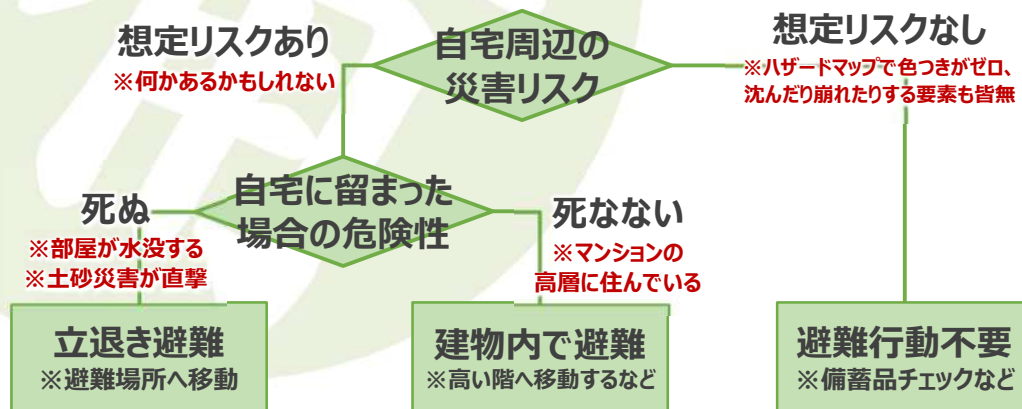 想定リスクあり
※何かあるかもしれない
自宅周辺の
災害リスク
想定リスクなし
※ハザードマップで色つきがゼロ、
沈んだり崩れたりする要素も皆無
自宅に留まった
場合の危険性
死ぬ
※部屋が水没する
※土砂災害が直撃
死なない
※マンションの
高層に住んでいる
立退き避難
※避難場所へ移動
建物内で避難
※高い階へ移動するなど
避難行動不要
※備蓄品チェックなど